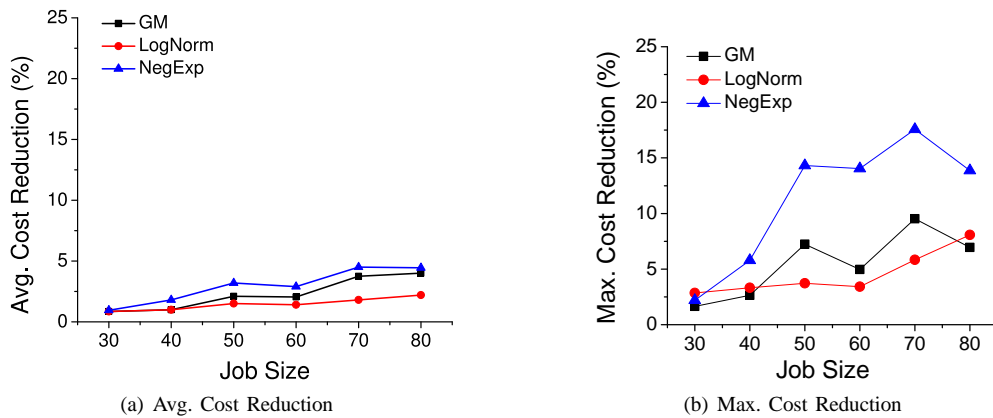 25
20
15
10
5
0
30 40 50 60 70 80
Avg. Cost Reduction (%)
Job Size
GM
LogNorm
NegExp
(a) Avg. Cost Reduction
25
20
15
10
5
0
30 40 50 60 70 80
Max. Cost Reduction (%)
Job Size
GM
LogNorm
NegExp
(b) Max. Cost Reduction